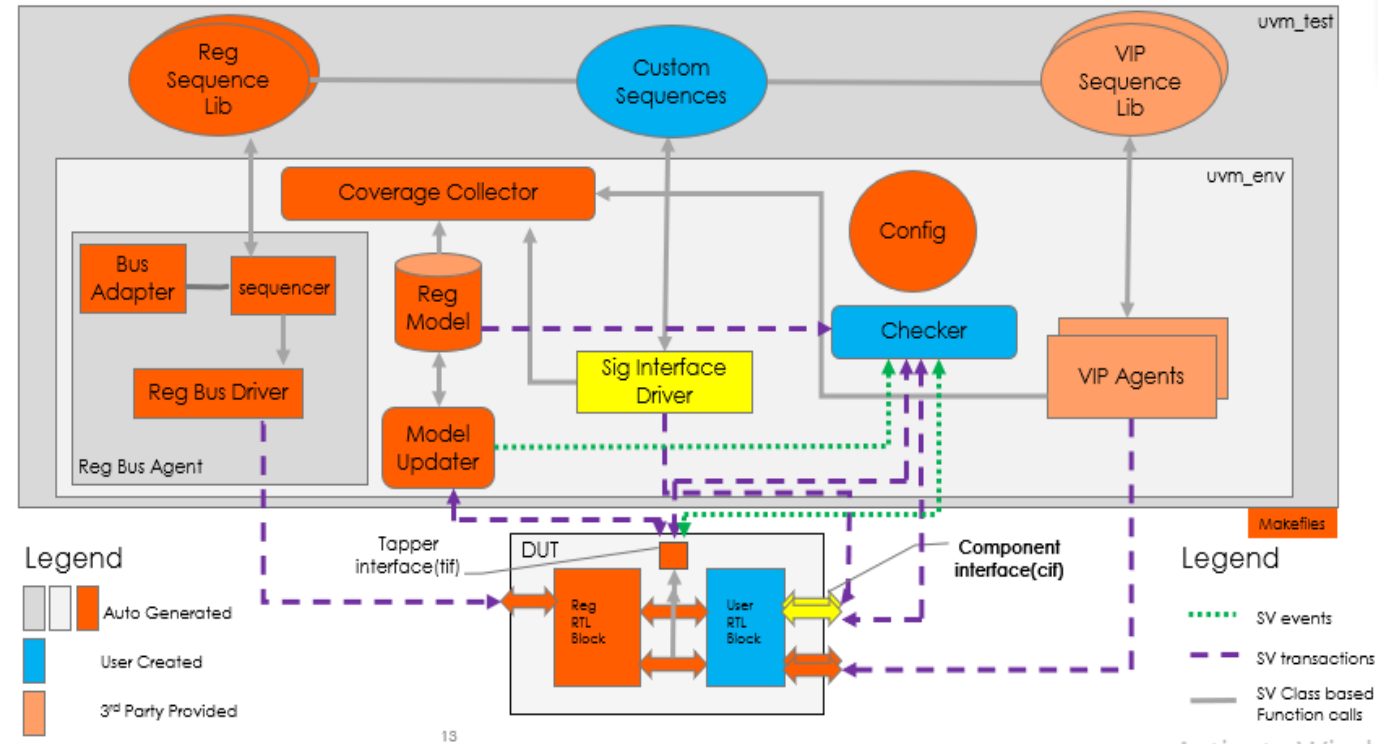 uvm_test
Reg
Sequence
Lib
Custom
Sequences
VIP
Sequence
Lib
uvm_env
Coverage Collector
Config
Bus
Adapter
sequencer
Reg
Model
Checker
Sig Interface
Driver
VIP Agents
Reg Bus Driver
Model
Updater
Reg Bus Agent
Makefiles
Legend
Auto Generated
User Created
3rd Party Provided
Tapper
interface(tif)
DUT
Reg
RTL
Block
User
RTL
Block
Component
interface(cif)
Legend
SV events
SV transactions
SV Class based
Function calls
13